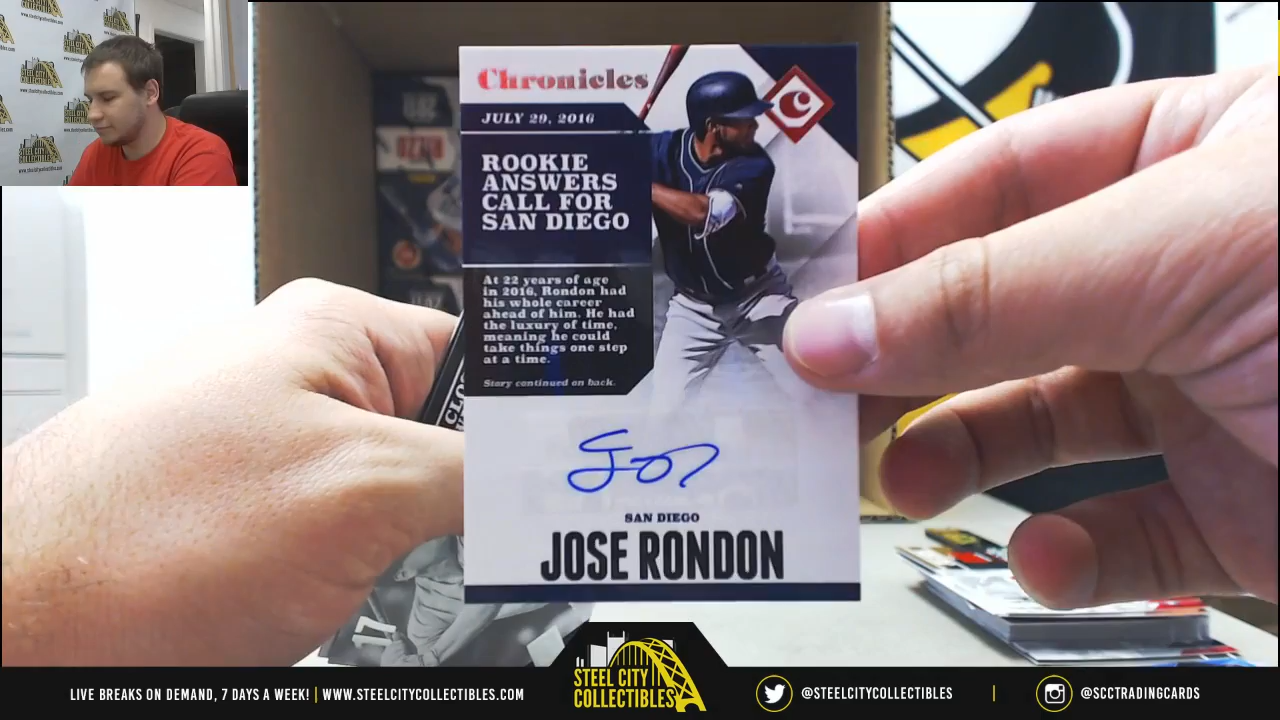 Chronicles
JULY 29, 2016
ROOKIE
ANSWERS
CALL FOR
SAN DIEGO
At 22 years of age
in 2016, Rondon had
his whole career
ahead of him. He had
the luxury of time,
meaning he could
take things one step
at a time.
Story continued on back.
SAN DIEGO
JOSE RONDON
LIVE BREAKS ON DEMAND, 7 DAYS A WEEK! | WWW.STEELCITYCOLLECTIBLES.COM
STEEL CITY
COLLECTIBLES
@STEELCITYCOLLECTIBLES | @SCCTRADINGCARDS